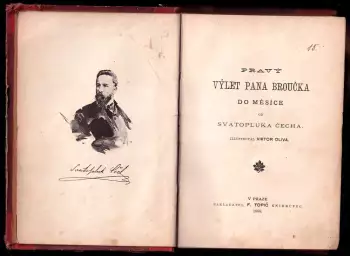 Svatopluk Čech
15
PRAVÝ
VÝLET PANA BROUČKA
DO MĚSÍCE
OD
SVATOPLUKA ČECHA.
ILLUSTROVAL VIKTOR OLIVA.
V PRAZE
NAKLADATEL F. TOPIČ KNIHKUPEC.